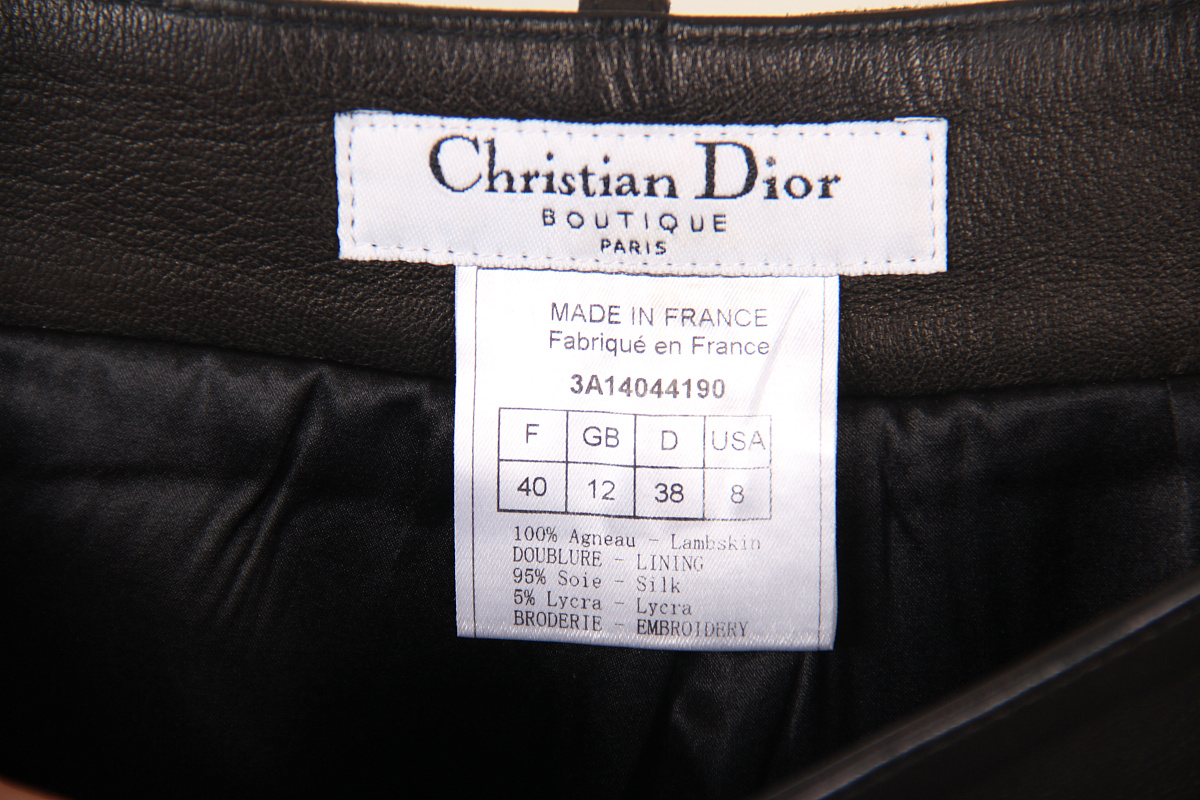 Christian Dior
BOUTIQUE
PARIS
MADE IN FRANCE
Fabriqué en France
3A14044190
F GB D USA
40 12 38 8
100% Agneau - Lambskin
DOUBLURE - LINING
95% Soie - Silk
5% Lycra - Lycra
BRODERIE - EMBROIDERY